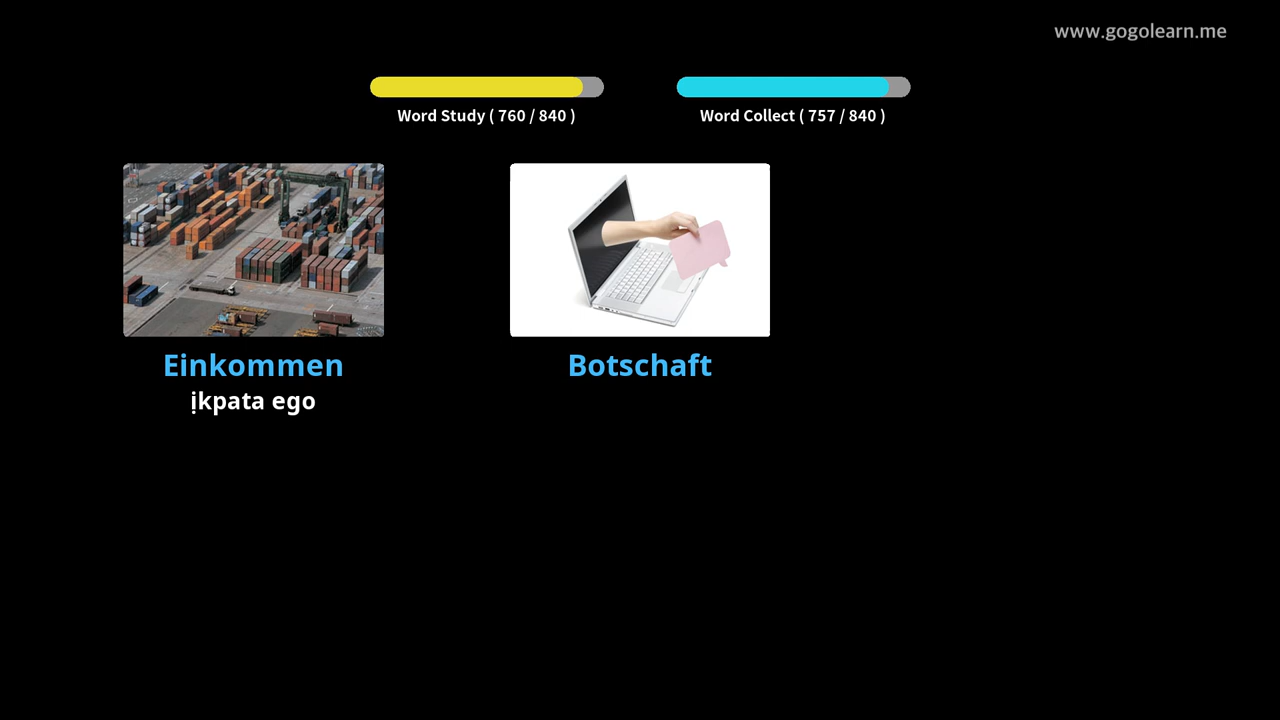 www.gogolearn.me
Word Study ( 760 / 840 )
Word Collect ( 757 / 840 )
Einkommen
ịkpata ego
Botschaft